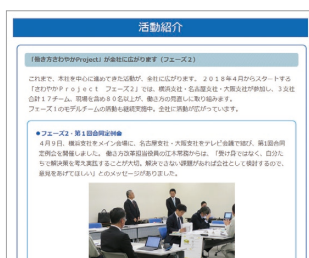 活動紹介
「働き方さわやかProject」が全社に広がります（フェーズ2）
これまで、本社を中心に進めてきた活動が、全社に広がります。2018年4月からスタートする
「さわやかProject フェーズ2」では、横浜支社・名古屋支社・大阪支社が参加し、3支社
合計17チーム、現場を含め80名以上が、働き方の見直しに取り組みます。
フェーズ1のモデルチームの活動も継続実施中。全社に活動が広がっています。
●フェーズ2・第1回合同定例会
4月9日、横浜支社をメイン会場に、名古屋支社・大阪支社をテレビ会議で結び、第1回合同
定例会を開催しました。働き方改革担当役員の江本常務からは、「受け身ではなく、自分た
ちで解決策を考え実践することが大切。解決できない課題があれば会社として検討するので、
意見をあげてほしい」とのメッセージがありました。